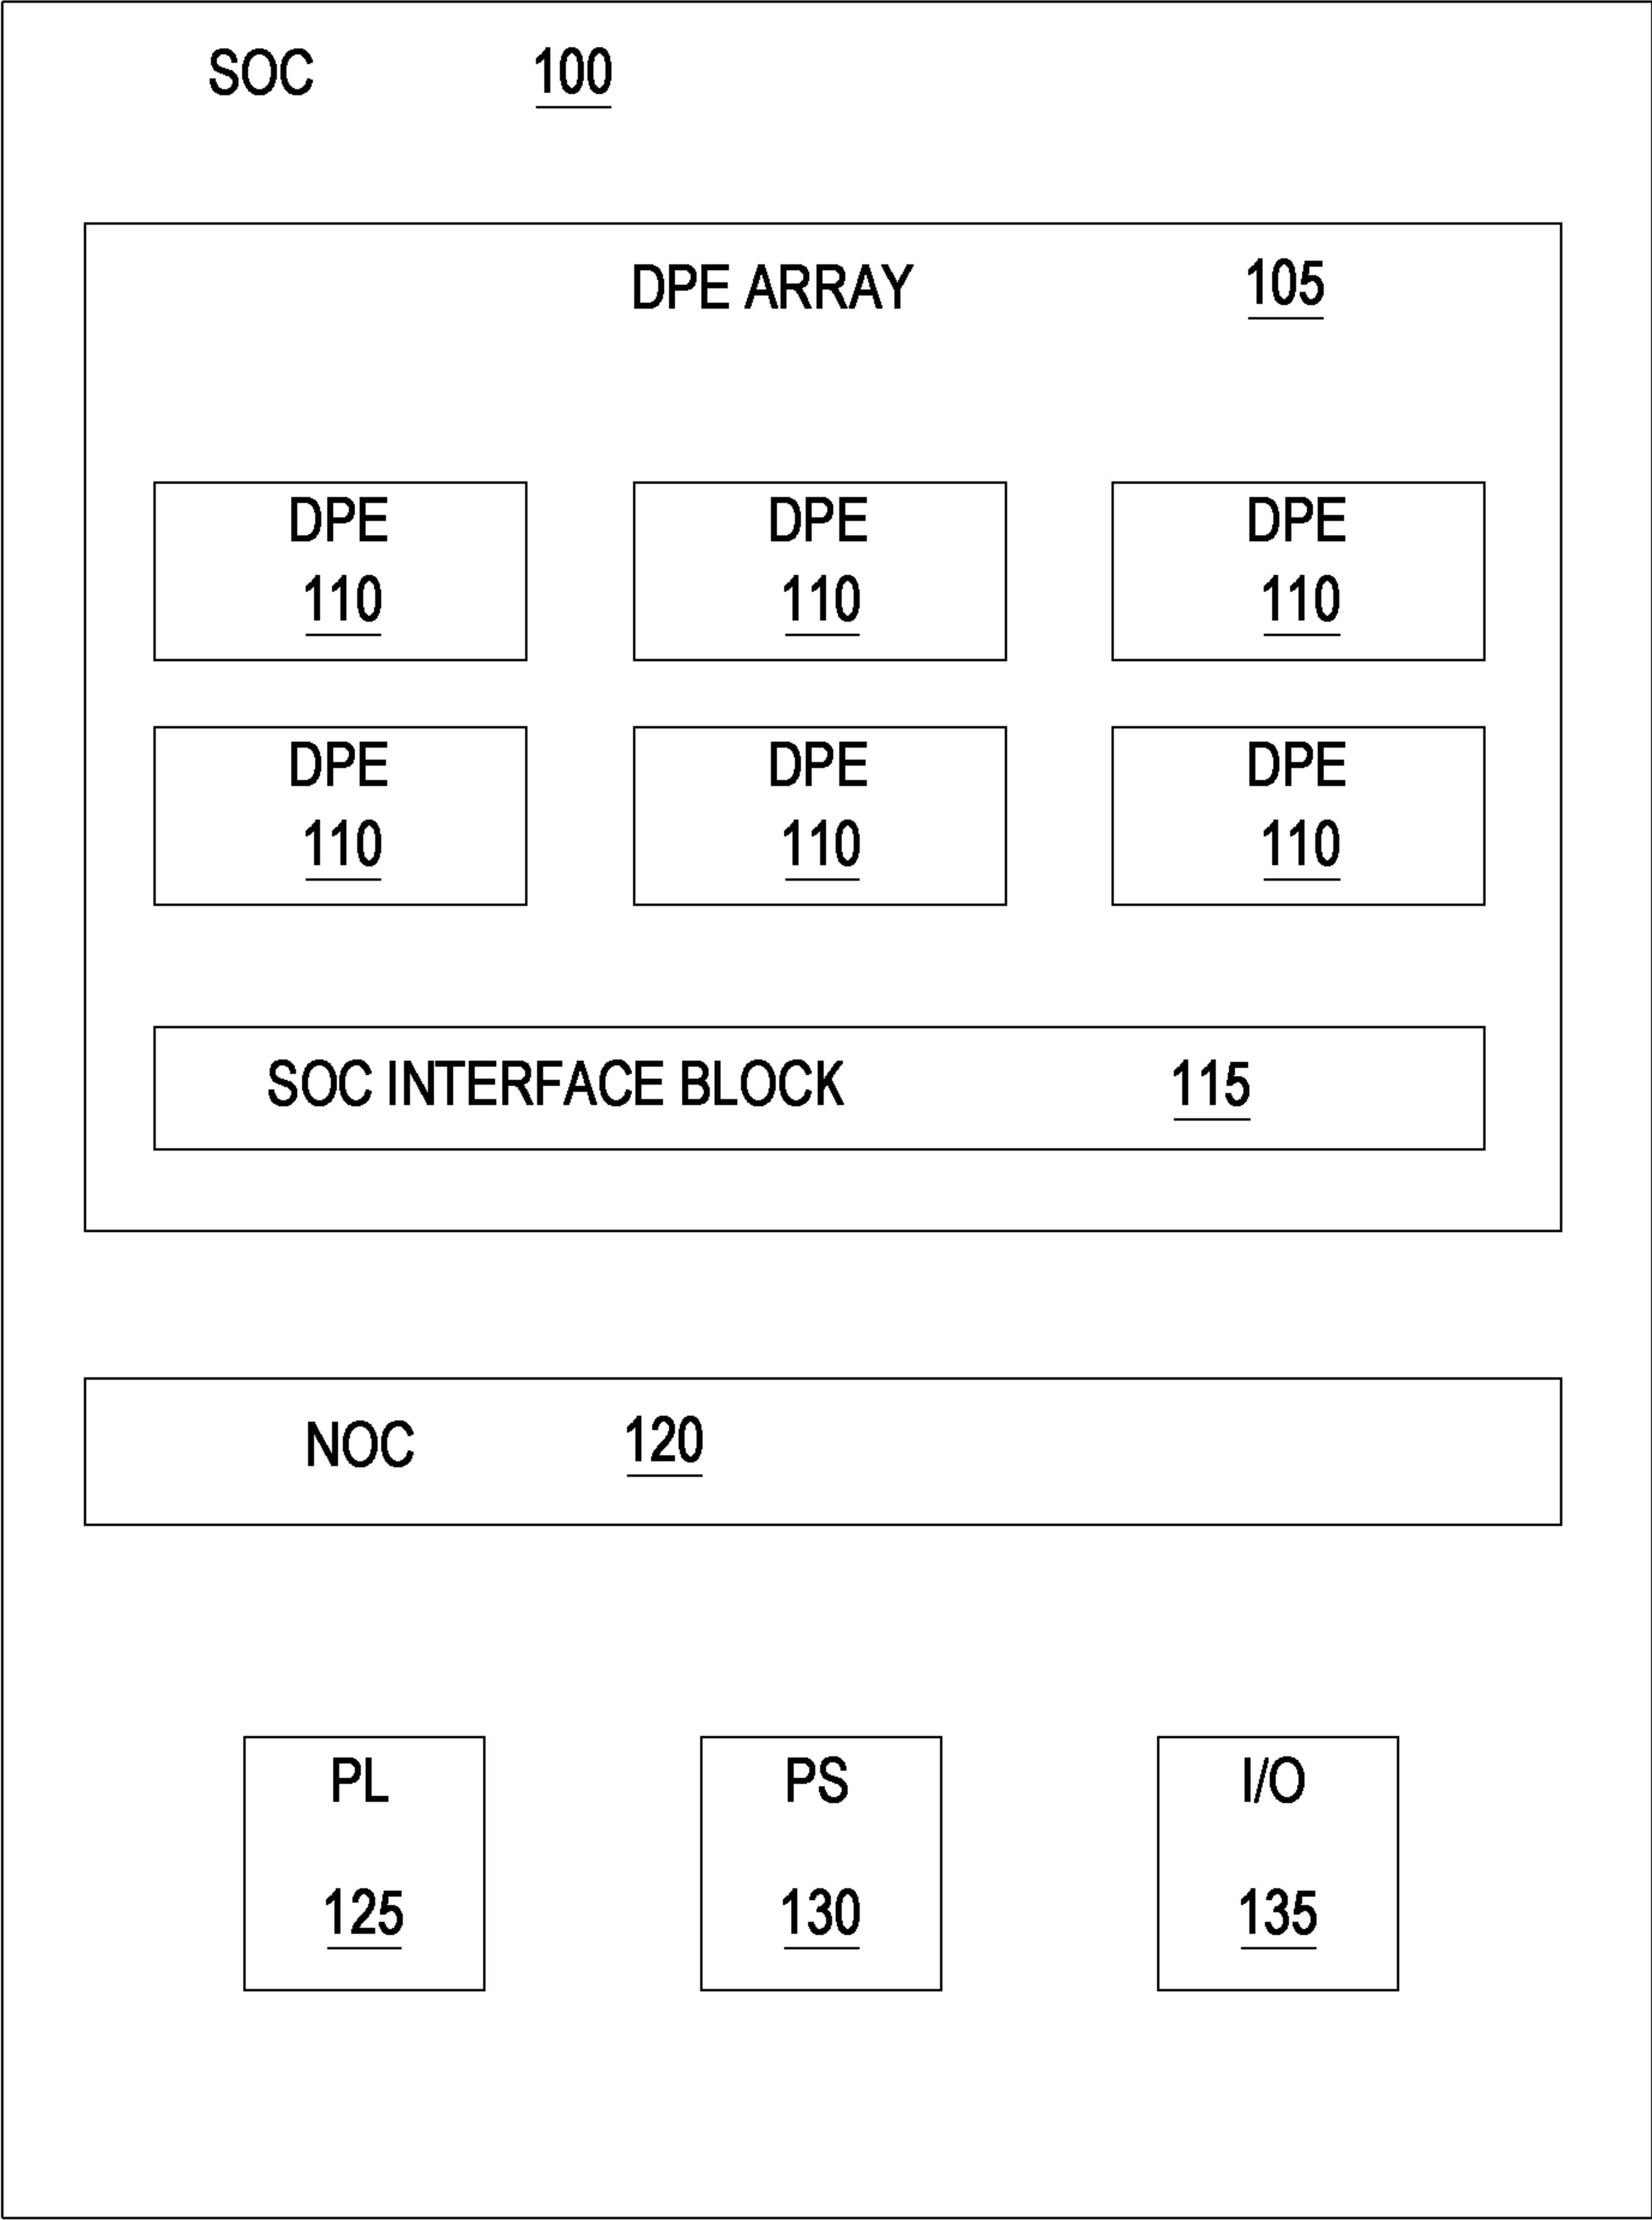 SOC 100
DPE ARRAY 105
DPE DPE DPE
110 110 110
DPE DPE DPE
110 110 110
SOC INTERFACE BLOCK 115
NOC 120
PL PS I/O
125 130 135